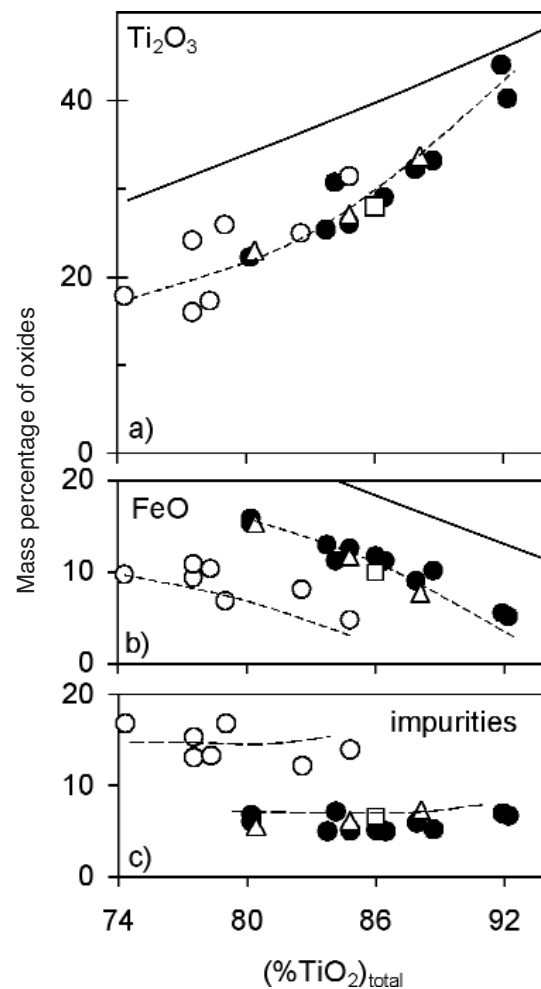 Ti₂O₃
40
20
0
a)
Mass percentage of oxides
20
FeO
10
0
b)
20
impurities
10
0
c)
74 80 86 92
(%TiO₂)total